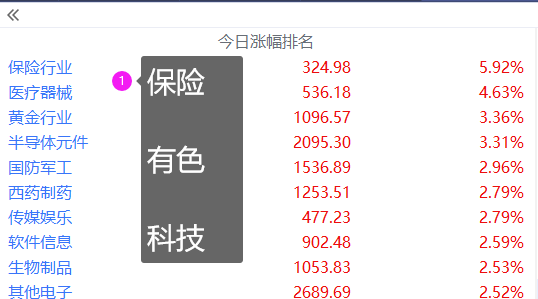 今日涨幅排名
保险行业 324.98 5.92%
医疗器械 536.18 4.63%
黄金行业 1096.57 3.36%
半导体元件 2095.30 3.31%
国防军工 1536.89 2.96%
西药制药 1253.51 2.79%
传媒娱乐 477.23 2.79%
软件信息 902.48 2.59%
生物制品 1053.83 2.53%
其他电子 2689.69 2.52%
1
保险
有色
科技